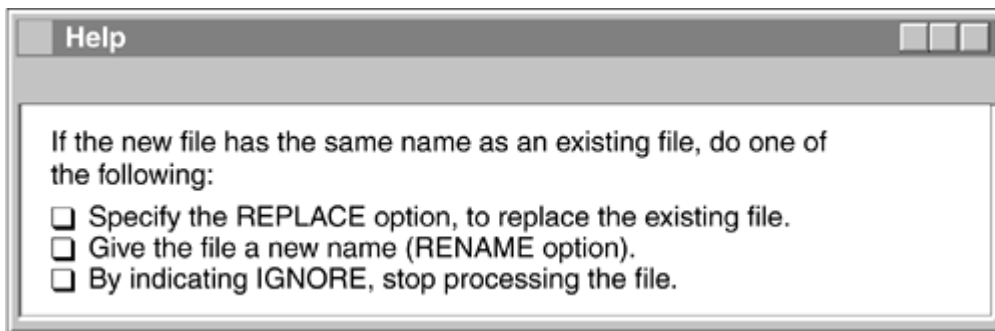 Help
If the new file has the same name as an existing file, do one of
the following:
❑ Specify the REPLACE option, to replace the existing file.
❑ Give the file a new name (RENAME option).
❑ By indicating IGNORE, stop processing the file.